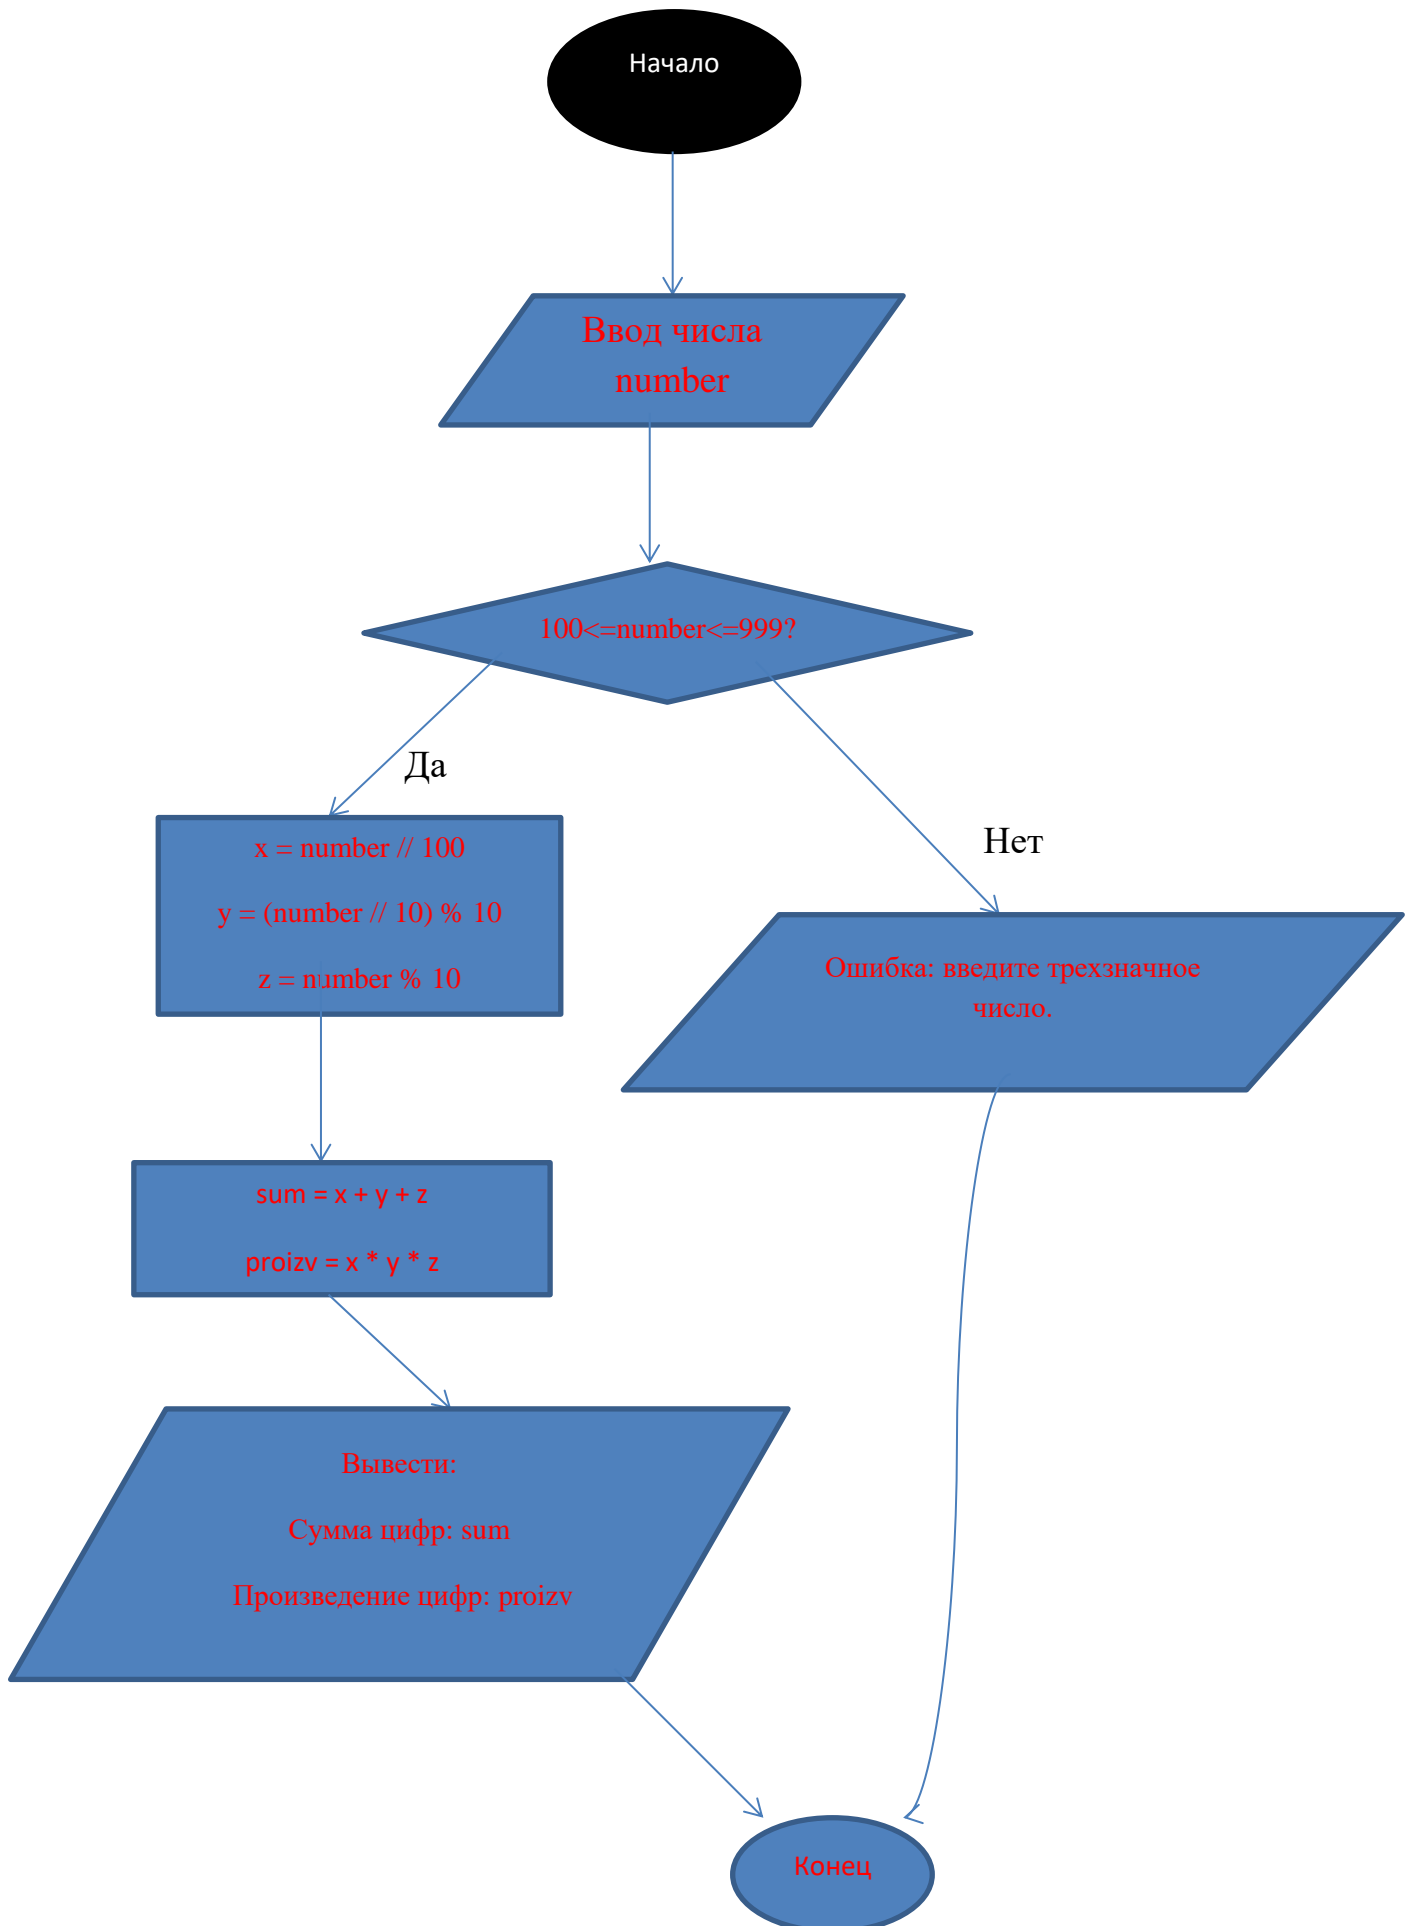 Начало
Ввод числа
number
100<=number<=999?
Да
Нет
x = number // 100
y = (number // 10) % 10
z = number % 10
Ошибка: введите трехзначное
число.
sum = x + y + z
proizv = x * y * z
Вывести:
Сумма цифр: sum
Произведение цифр: proizv
Конец